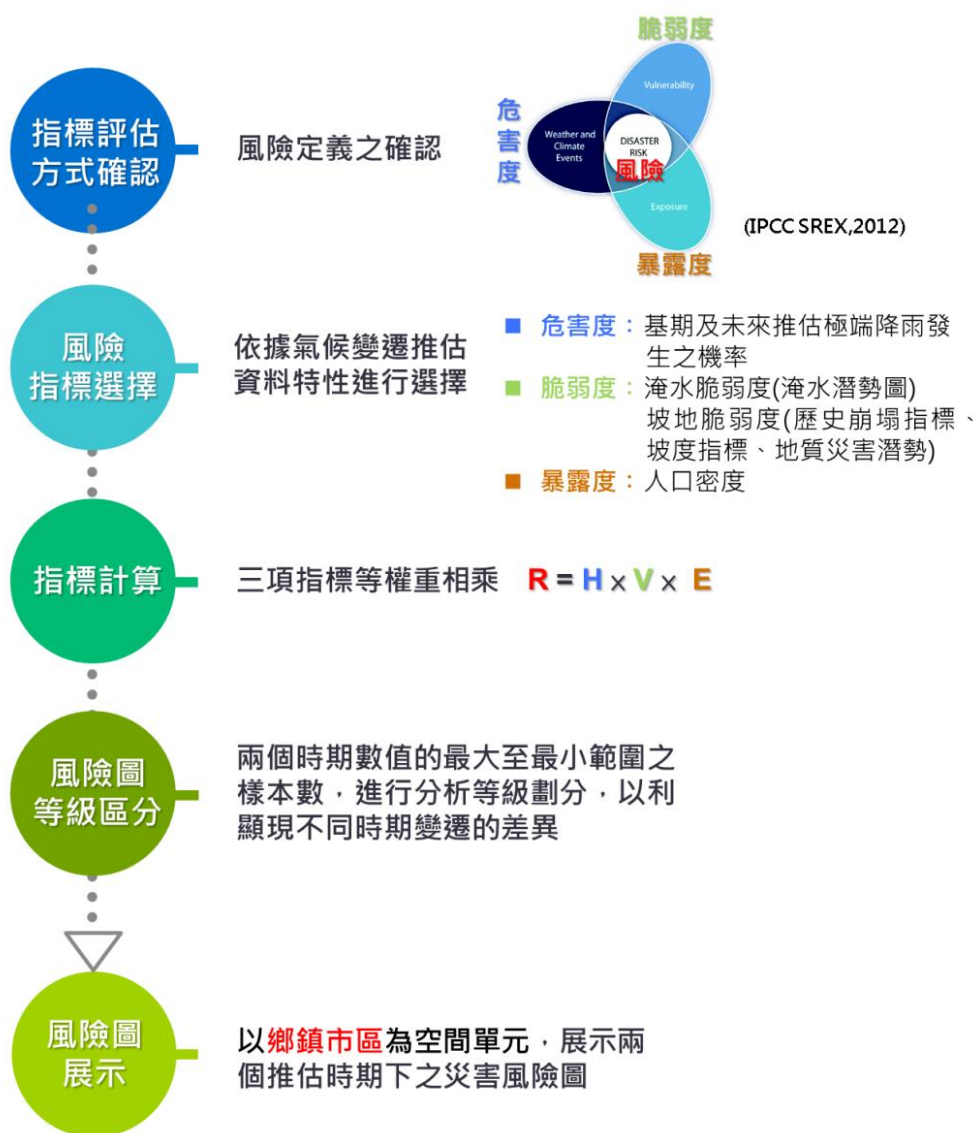 指標評估
方式確認
風險定義之確認
脆弱度
Vulnerability
危害度
Weather and
Climate
Events
DISASTER
RISK
風險
Exposure
暴露度
(IPCC SREX,2012)
風險
指標選擇
依據氣候變遷推估
資料特性進行選擇
■ 危害度：基期及未來推估極端降雨發
生之機率
■ 脆弱度：淹水脆弱度(淹水潛勢圖)
坡地脆弱度(歷史崩塌指標、
坡度指標、地質災害潛勢)
■ 暴露度：人口密度
指標計算
三項指標等權重相乘 R = H x V x E
風險圖
等級區分
兩個時期數值的最大至最小範圍之
樣本數，進行分析等級劃分，以利
顯現不同時期變遷的差異
風險圖
展示
以鄉鎮市區為空間單元，展示兩
個推估時期下之災害風險圖